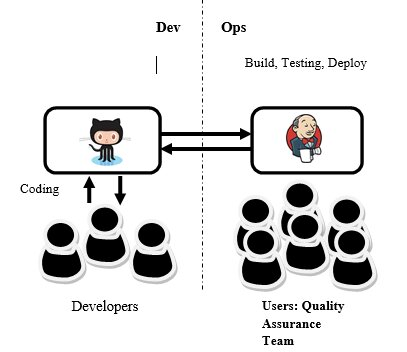 Dev
Ops
Build, Testing, Deploy
Coding
Developers
Users: Quality
Assurance
Team